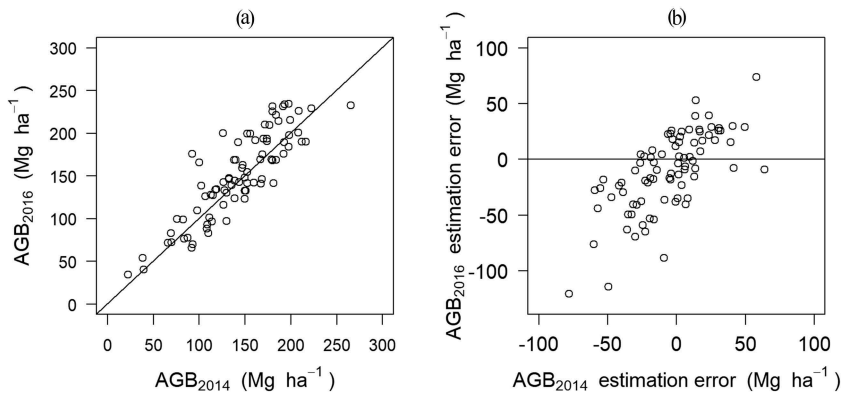 (a)
AGB2016 (Mg ha−1)
300
250
200
150
100
50
0
0 50 100 150 200 250 300
AGB2014 (Mg ha−1)
(b)
AGB2016 estimation error (Mg ha−1)
100
50
0
-50
-100
-100 -50 0 50 100
AGB2014 estimation error (Mg ha−1)